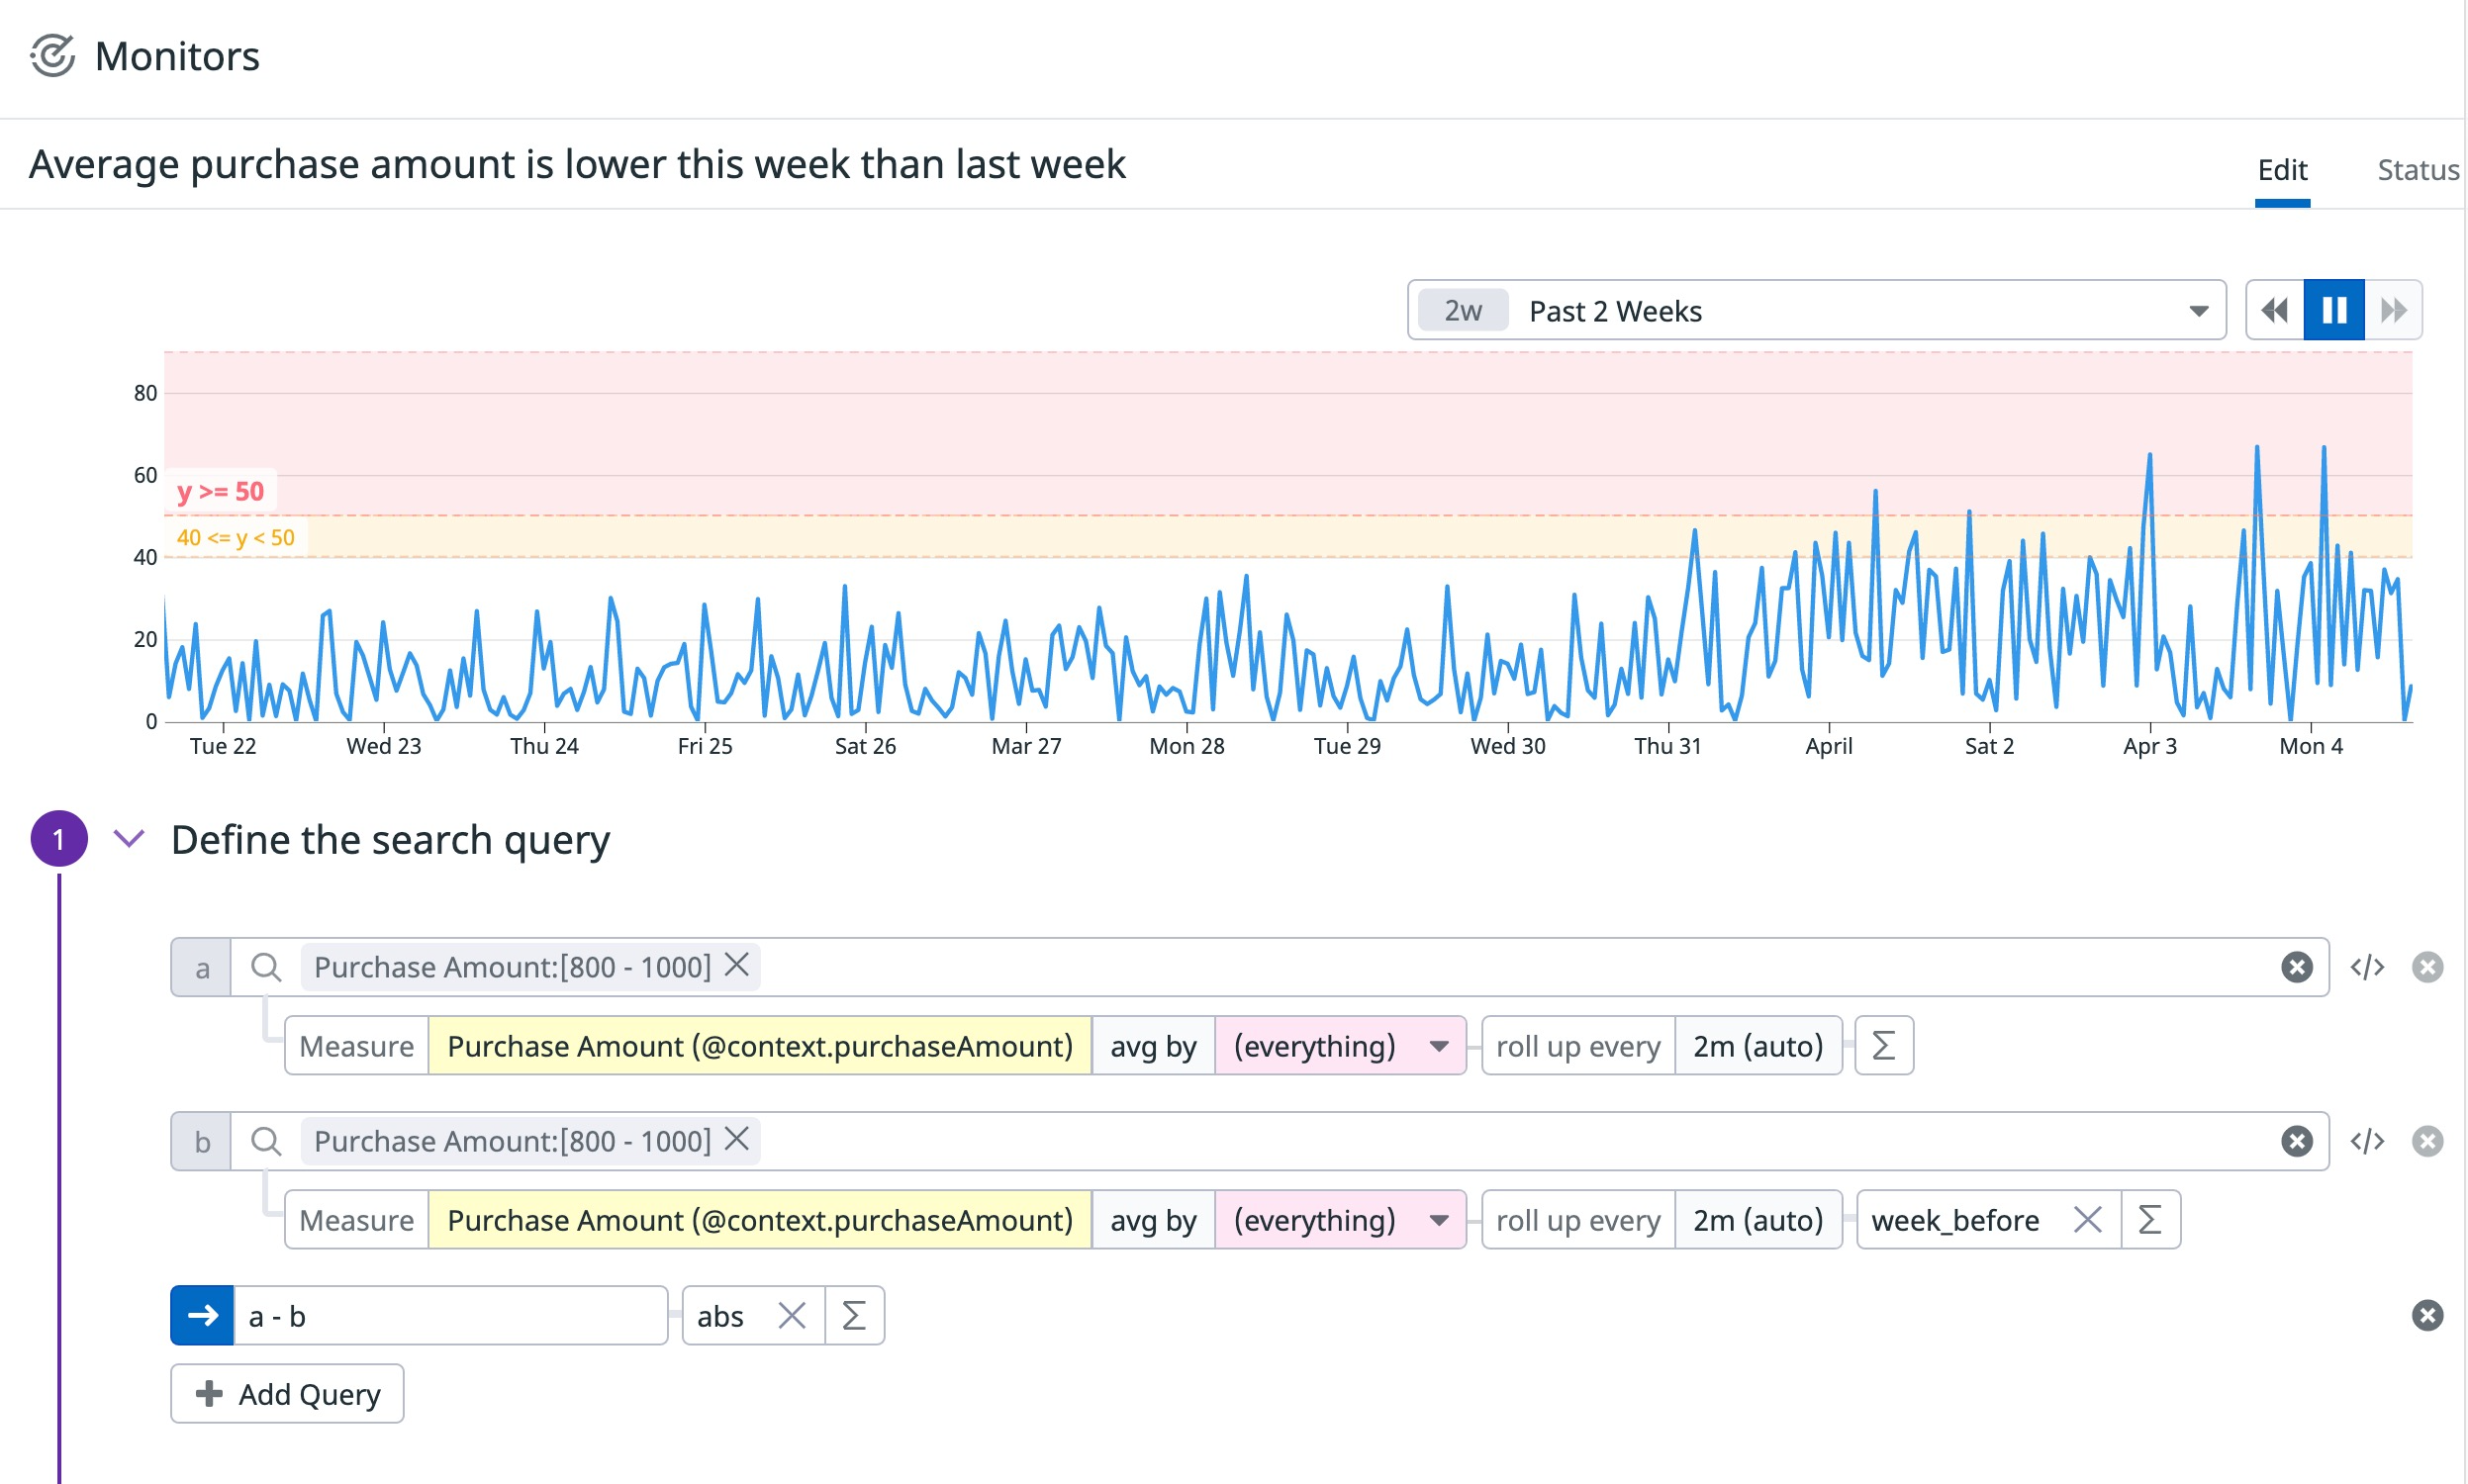 Monitors
Average purchase amount is lower this week than last week
Edit Status
2w Past 2 Weeks
80
60
y >= 50
40 <= y < 50
40
20
0
Tue 22 Wed 23 Thu 24 Fri 25 Sat 26 Mar 27 Mon 28 Tue 29 Wed 30 Thu 31 April Sat 2 Apr 3 Mon 4
1 Define the search query
a Purchase Amount:[800 - 1000]
Measure Purchase Amount (@context.purchaseAmount) avg by (everything) roll up every 2m (auto) Σ
b Purchase Amount:[800 - 1000]
Measure Purchase Amount (@context.purchaseAmount) avg by (everything) roll up every 2m (auto) week_before Σ
a - b abs Σ
Add Query